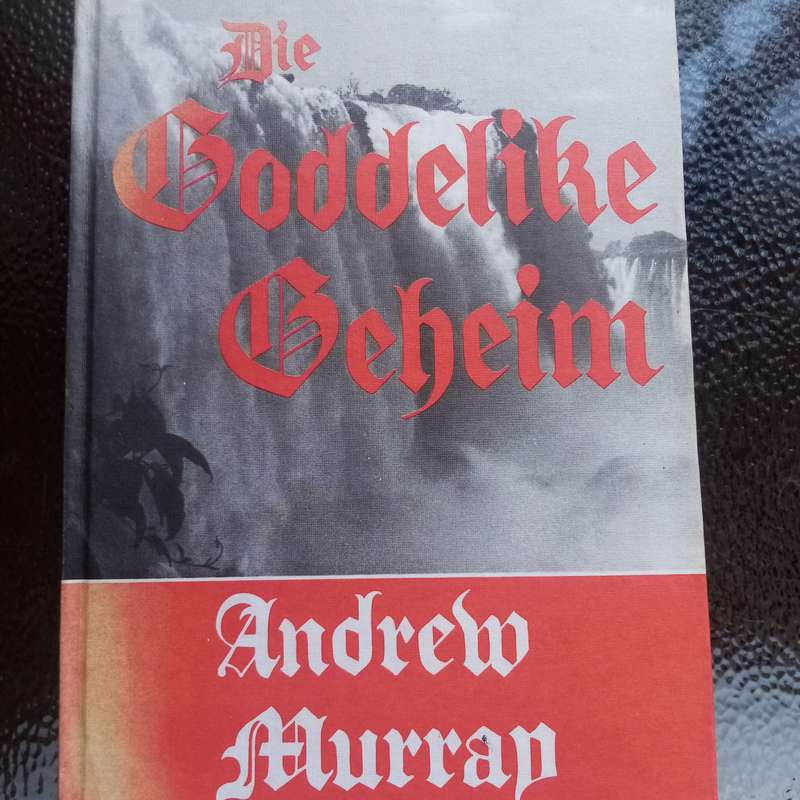 Die
Goddelike
Geheim
Andrew
Murray